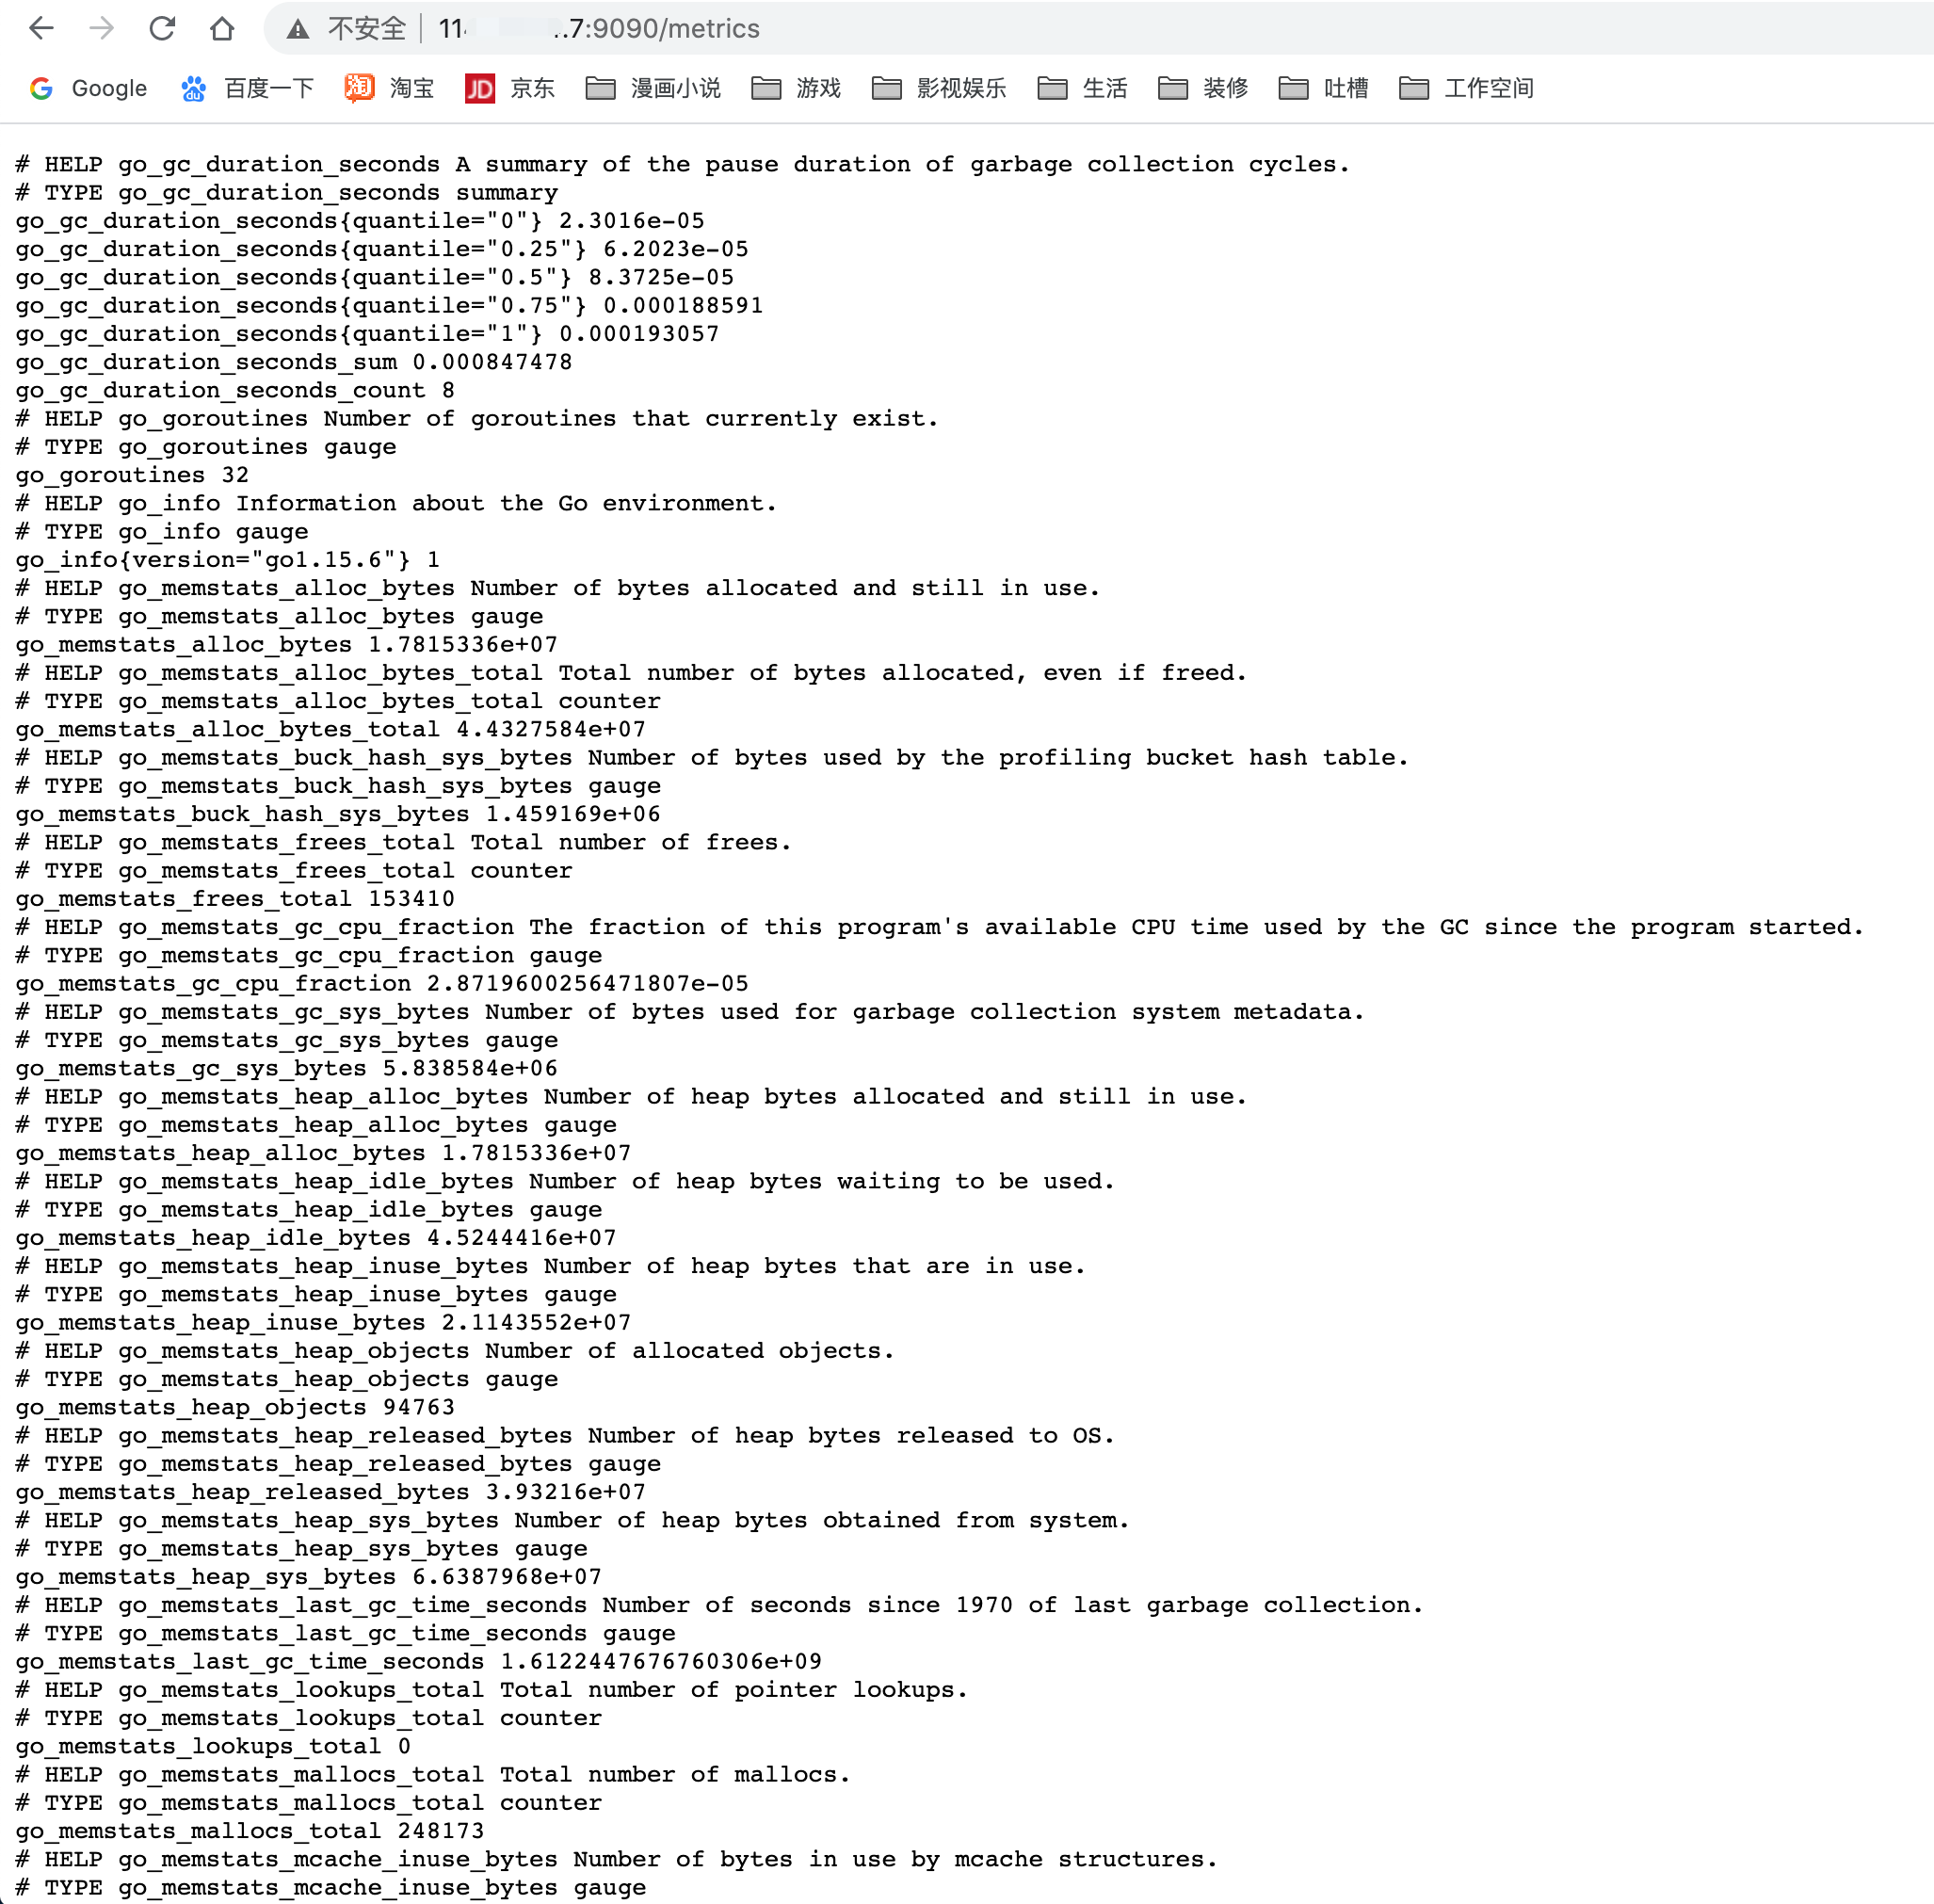 不安全 11 .7:9090/metrics
Google 百度一下 淘宝 JD 京东 漫画小说 游戏 影视娱乐 生活 装修 吐槽 工作空间
# HELP go_gc_duration_seconds A summary of the pause duration of garbage collection cycles.
# TYPE go_gc_duration_seconds summary
go_gc_duration_seconds{quantile="0"} 2.3016e-05
go_gc_duration_seconds{quantile="0.25"} 6.2023e-05
go_gc_duration_seconds{quantile="0.5"} 8.3725e-05
go_gc_duration_seconds{quantile="0.75"} 0.000188591
go_gc_duration_seconds{quantile="1"} 0.000193057
go_gc_duration_seconds_sum 0.000847478
go_gc_duration_seconds_count 8
# HELP go_goroutines Number of goroutines that currently exist.
# TYPE go_goroutines gauge
go_goroutines 32
# HELP go_info Information about the Go environment.
# TYPE go_info gauge
go_info{version="go1.15.6"} 1
# HELP go_memstats_alloc_bytes Number of bytes allocated and still in use.
# TYPE go_memstats_alloc_bytes gauge
go_memstats_alloc_bytes 1.7815336e+07
# HELP go_memstats_alloc_bytes_total Total number of bytes allocated, even if freed.
# TYPE go_memstats_alloc_bytes_total counter
go_memstats_alloc_bytes_total 4.4327584e+07
# HELP go_memstats_buck_hash_sys_bytes Number of bytes used by the profiling bucket hash table.
# TYPE go_memstats_buck_hash_sys_bytes gauge
go_memstats_buck_hash_sys_bytes 1.459169e+06
# HELP go_memstats_frees_total Total number of frees.
# TYPE go_memstats_frees_total counter
go_memstats_frees_total 153410
# HELP go_memstats_gc_cpu_fraction The fraction of this program's available CPU time used by the GC since the program started.
# TYPE go_memstats_gc_cpu_fraction gauge
go_memstats_gc_cpu_fraction 2.8719600256471807e-05
# HELP go_memstats_gc_sys_bytes Number of bytes used for garbage collection system metadata.
# TYPE go_memstats_gc_sys_bytes gauge
go_memstats_gc_sys_bytes 5.838584e+06
# HELP go_memstats_heap_alloc_bytes Number of heap bytes allocated and still in use.
# TYPE go_memstats_heap_alloc_bytes gauge
go_memstats_heap_alloc_bytes 1.7815336e+07
# HELP go_memstats_heap_idle_bytes Number of heap bytes waiting to be used.
# TYPE go_memstats_heap_idle_bytes gauge
go_memstats_heap_idle_bytes 4.5244416e+07
# HELP go_memstats_heap_inuse_bytes Number of heap bytes that are in use.
# TYPE go_memstats_heap_inuse_bytes gauge
go_memstats_heap_inuse_bytes 2.1143552e+07
# HELP go_memstats_heap_objects Number of allocated objects.
# TYPE go_memstats_heap_objects gauge
go_memstats_heap_objects 94763
# HELP go_memstats_heap_released_bytes Number of heap bytes released to OS.
# TYPE go_memstats_heap_released_bytes gauge
go_memstats_heap_released_bytes 3.93216e+07
# HELP go_memstats_heap_sys_bytes Number of heap bytes obtained from system.
# TYPE go_memstats_heap_sys_bytes gauge
go_memstats_heap_sys_bytes 6.6387968e+07
# HELP go_memstats_last_gc_time_seconds Number of seconds since 1970 of last garbage collection.
# TYPE go_memstats_last_gc_time_seconds gauge
go_memstats_last_gc_time_seconds 1.6122447676760306e+09
# HELP go_memstats_lookups_total Total number of pointer lookups.
# TYPE go_memstats_lookups_total counter
go_memstats_lookups_total 0
# HELP go_memstats_mallocs_total Total number of mallocs.
# TYPE go_memstats_mallocs_total counter
go_memstats_mallocs_total 248173
# HELP go_memstats_mcache_inuse_bytes Number of bytes in use by mcache structures.
# TYPE go_memstats_mcache_inuse_bytes gauge